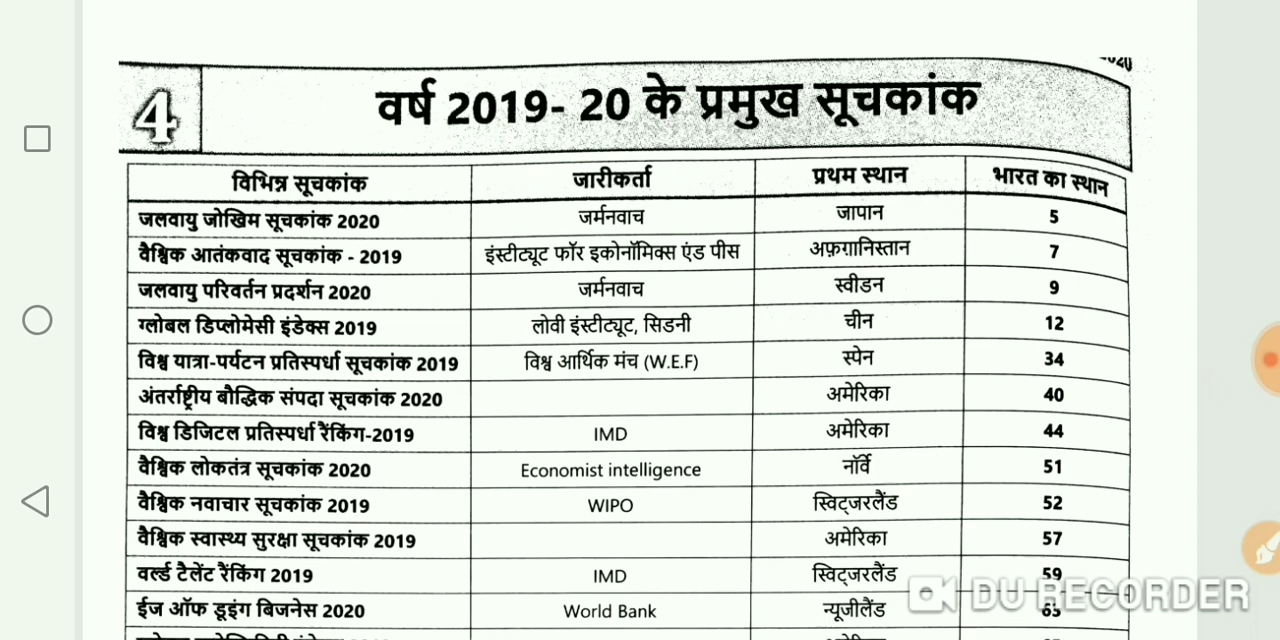 4
वर्ष 2019- 20 के प्रमुख सूचकांक
विभिन्न सूचकांक जारीकर्ता प्रथम स्थान भारत का स्थान
जलवायु जोखिम सूचकांक 2020 जर्मनवाच जापान 5
वैश्विक आतंकवाद सूचकांक - 2019 इंस्टीट्यूट फॉर इकोनॉमिक्स एंड पीस अफ़ग़ानिस्तान 7
जलवायु परिवर्तन प्रदर्शन 2020 जर्मनवाच स्वीडन 9
ग्लोबल डिप्लोमेसी इंडेक्स 2019 लोवी इंस्टीट्यूट, सिडनी चीन 12
विश्व यात्रा-पर्यटन प्रतिस्पर्धा सूचकांक 2019 विश्व आर्थिक मंच (W.E.F) स्पेन 34
अंतर्राष्ट्रीय बौद्धिक संपदा सूचकांक 2020 अमेरिका 40
विश्व डिजिटल प्रतिस्पर्धा रैंकिंग-2019 IMD अमेरिका 44
वैश्विक लोकतंत्र सूचकांक 2020 Economist intelligence नॉर्वे 51
वैश्विक नवाचार सूचकांक 2019 WIPO स्विट्जरलैंड 52
वैश्विक स्वास्थ्य सुरक्षा सूचकांक 2019 अमेरिका 57
वर्ल्ड टैलेंट रैंकिंग 2019 IMD स्विट्जरलैंड 59
ईज ऑफ डूइंग बिजनेस 2020 World Bank न्यूजीलैंड 63
DU RECORDER